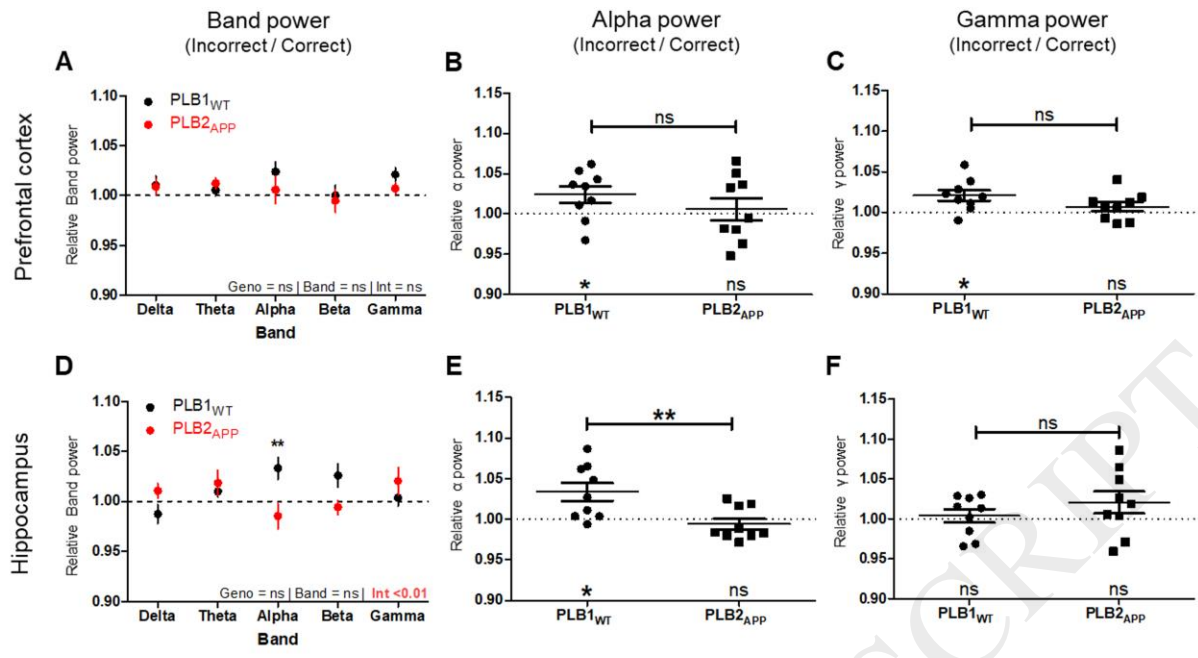 Band power
(Incorrect / Correct)
Alpha power
(Incorrect / Correct)
Gamma power
(Incorrect / Correct)
Prefrontal cortex
A
Relative Band power
1.10
1.05
1.00
0.95
0.90
PLB1WT
PLB2APP
Geno = ns | Band = ns | Int = ns
Delta Theta Alpha Beta Gamma
Band
B
Relative α power
1.15
1.10
1.05
1.00
0.95
0.90
ns
* ns
PLB1WT PLB2APP
C
Relative γ power
1.15
1.10
1.05
1.00
0.95
0.90
ns
* ns
PLB1WT PLB2APP
Hippocampus
D
Relative Band power
1.10
1.05
1.00
0.95
0.90
PLB1WT
PLB2APP
**
Geno = ns | Band = ns | Int <0.01
Delta Theta Alpha Beta Gamma
Band
E
Relative α power
1.15
1.10
1.05
1.00
0.95
0.90
**
* ns
PLB1WT PLB2APP
F
Relative γ power
1.15
1.10
1.05
1.00
0.95
0.90
ns
ns ns
PLB1WT PLB2APP
SCRIPT